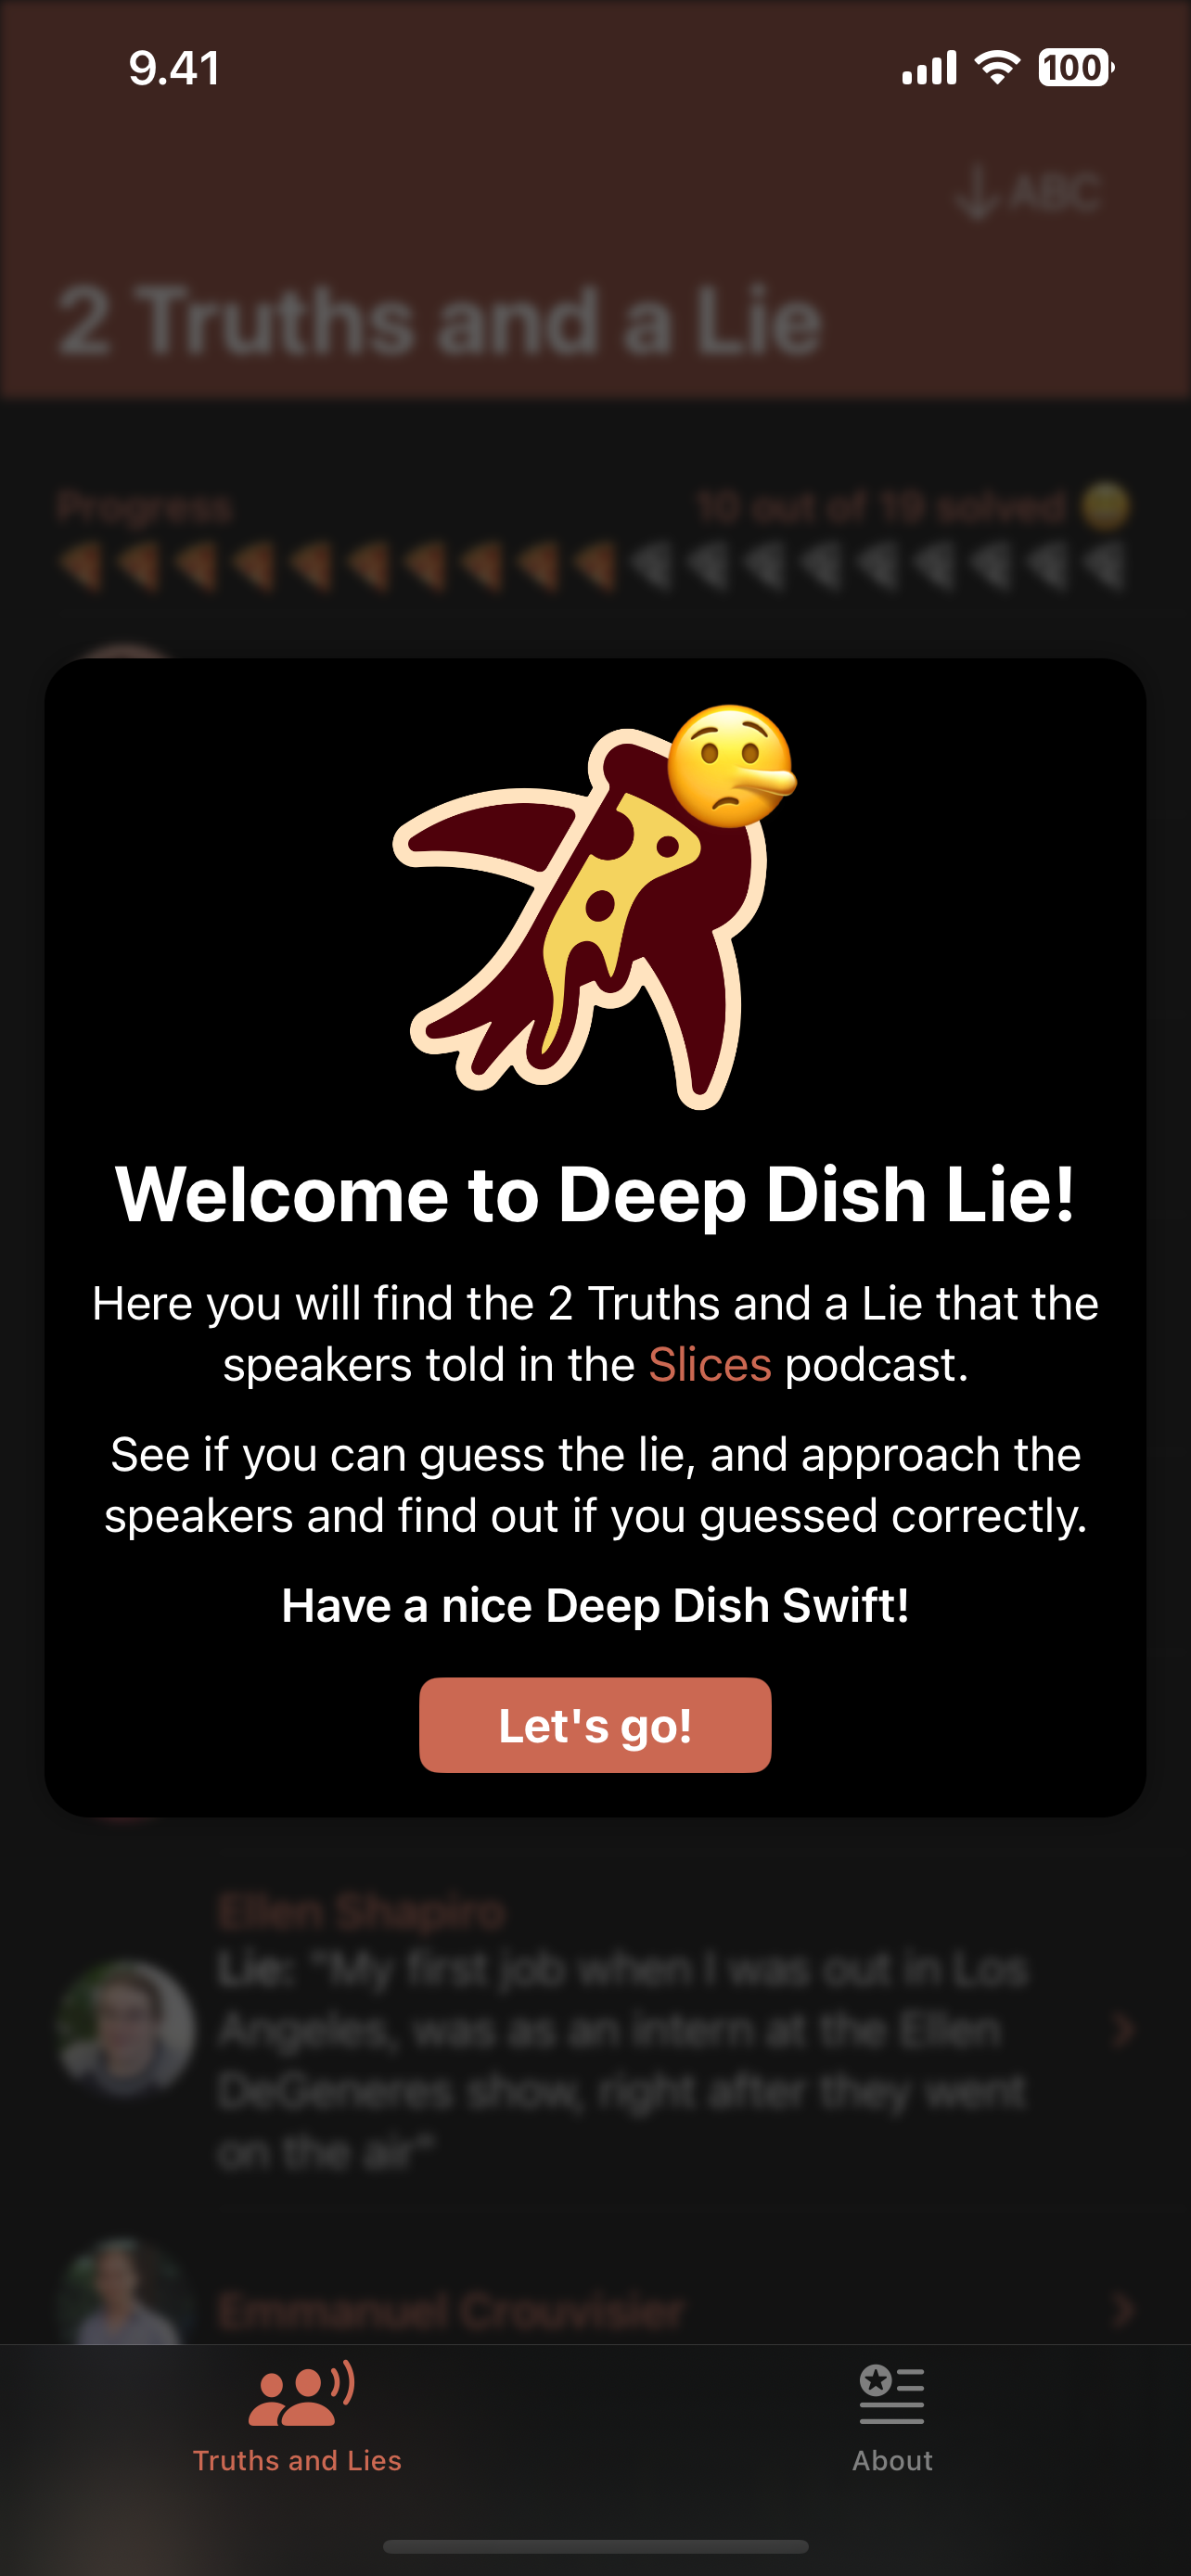 9.41
100
ABC
2 Truths and a Lie
Progress
10 out of 19 solved
Welcome to Deep Dish Lie!
Here you will find the 2 Truths and a Lie that the
speakers told in the Slices podcast.
See if you can guess the lie, and approach the
speakers and find out if you guessed correctly.
Have a nice Deep Dish Swift!
Let's go!
Ellen Shapiro
Lie: "My first job when I was out in Los
Angeles, was as an intern at the Ellen
DeGeneres show, right after they went
on the air"
Emmanuel Crouvisier
Truths and Lies
About